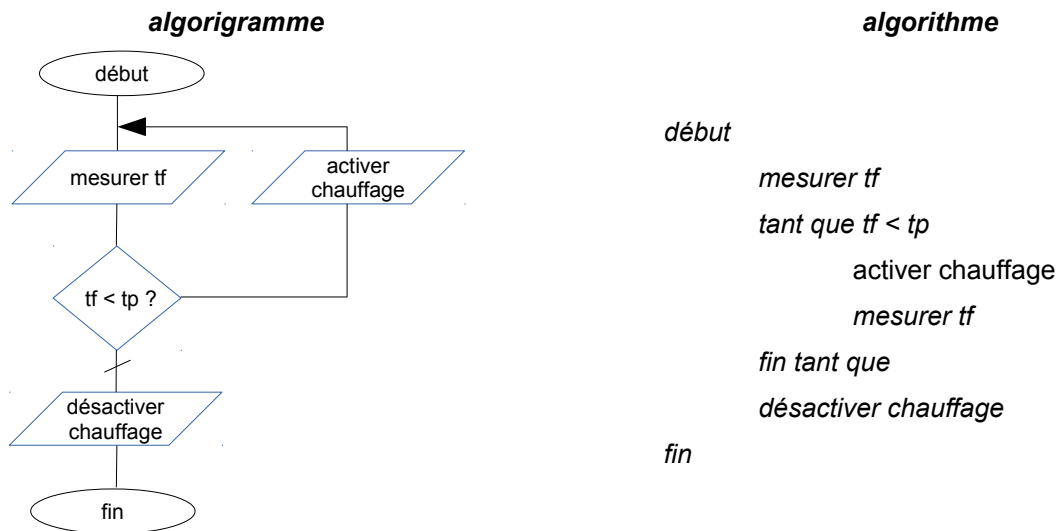 algorigramme
début
mesurer tf
activer
chauffage
tf < tp ?
désactiver
chauffage
fin
algorithme
début
mesurer tf
tant que tf < tp
activer chauffage
mesurer tf
fin tant que
désactiver chauffage
fin